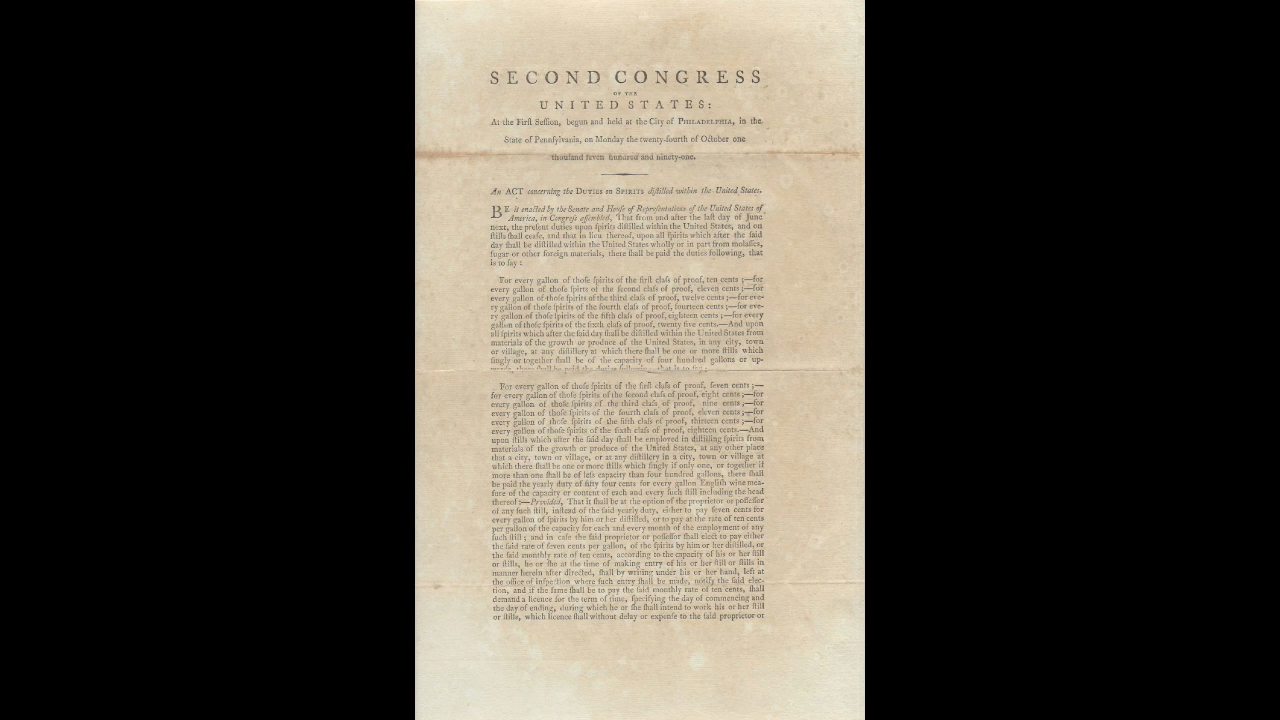 SECOND CONGRESS
OF THE
UNITED STATES:
At the Firſt Seſſion, begun and held at the City of PHILADELPHIA, in the
State of Pennſylvania, on Monday the twenty-fourth of October one
thouſand ſeven hundred and ninety-one.
An ACT concerning the DUTIES on SPIRITS diſtilled within the United States.
BE it enacted by the Senate and Houſe of Repreſentatives of the United States of
America, in Congreſs aſſembled, That from and after the laſt day of June
next, the preſent duties upon ſpirits diſtilled within the United States, and on
ſtills ſhall ceaſe, and that in lieu thereof, upon all ſpirits which after the ſaid
day ſhall be diſtilled within the United States wholly or in part from molaſſes,
ſugar or other foreign materials, there ſhall be paid the duties following, that
is to ſay:
For every gallon of thoſe ſpirits of the firſt claſs of proof, ten cents;—for
every gallon of thoſe ſpirts of the ſecond claſs of proof, eleven cents;—for
every gallon of thoſe ſpirits of the third claſs of proof, twelve cents;—for eve-
ry gallon of thoſe ſpirits of the fourth claſs of proof, fourteen cents;—for eve-
ry gallon of thoſe ſpirits of the fifth claſs of proof, eighteen cents;—for every
gallon of thoſe ſpirits of the ſixth claſs of proof, twenty five cents.—And upon
all ſpirits which after the ſaid day ſhall be diſtilled within the United States from
materials of the growth or produce of the United States, in any city, town
or village, at any diſtillery at which there ſhall be one or more ſtills which
ſingly or together ſhall be of the capacity of four hundred gallons or up-
wards, there ſhall be paid the duties following, that is to ſay:
For every gallon of thoſe ſpirits of the firſt claſs of proof, ſeven cents;—
for every gallon of thoſe ſpirits of the ſecond claſs of proof, eight cents;—for
every gallon of thoſe ſpirits of the third claſs of proof, nine cents;—for
every gallon of thoſe ſpirits of the fourth claſs of proof, eleven cents;—for
every gallon of thoſe ſpirits of the fifth claſs of proof, thirteen cents;—for
every gallon of thoſe ſpirits of the ſixth claſs of proof, eighteen cents.—And
upon ſtills which after the ſaid day ſhall be employed in diſtilling ſpirits from
materials of the growth or produce of the United States, at any other place
that a city, town or village, or at any diſtillery in a city, town or village at
which there ſhall be one or more ſtills which ſingly if only one, or together if
more than one ſhall be of leſs capacity than four hundred gallons, there ſhall
be paid the yearly duty of fifty four cents for every gallon Engliſh wine mea-
ſure of the capacity or content of each and every ſuch ſtill including the head
thereof:—Provided, That it ſhall be at the option of the proprietor or poſſeſſor
of any ſuch ſtill, inſtead of the ſaid yearly duty, either to pay ſeven cents for
every gallon of ſpirits by him or her diſtilled, or to pay at the rate of ten cents
per gallon of the capacity for each and every month of the employment of any
ſuch ſtill; and in caſe the ſaid proprietor or poſſeſſor ſhall elect to pay either
the ſaid rate of ſeven cents per gallon, of the ſpirits by him or her diſtilled, or
the ſaid monthly rate of ten cents, according to the capacity of his or her ſtill
or ſtills, he or ſhe at the time of making entry of his or her ſtill or ſtills in
manner herein after directed, ſhall by writing under his or her hand, left at
the office of inſpection where ſuch entry ſhall be made, notify the ſaid elec-
tion, and if the ſame ſhall be to pay the ſaid monthly rate of ten cents, ſhall
demand a licence for the term of time, ſpecifying the day of commencing and
the day of ending, during which he or ſhe ſhall intend to work his or her ſtill
or ſtills, which licence ſhall without delay or expenſe to the ſaid proprietor or